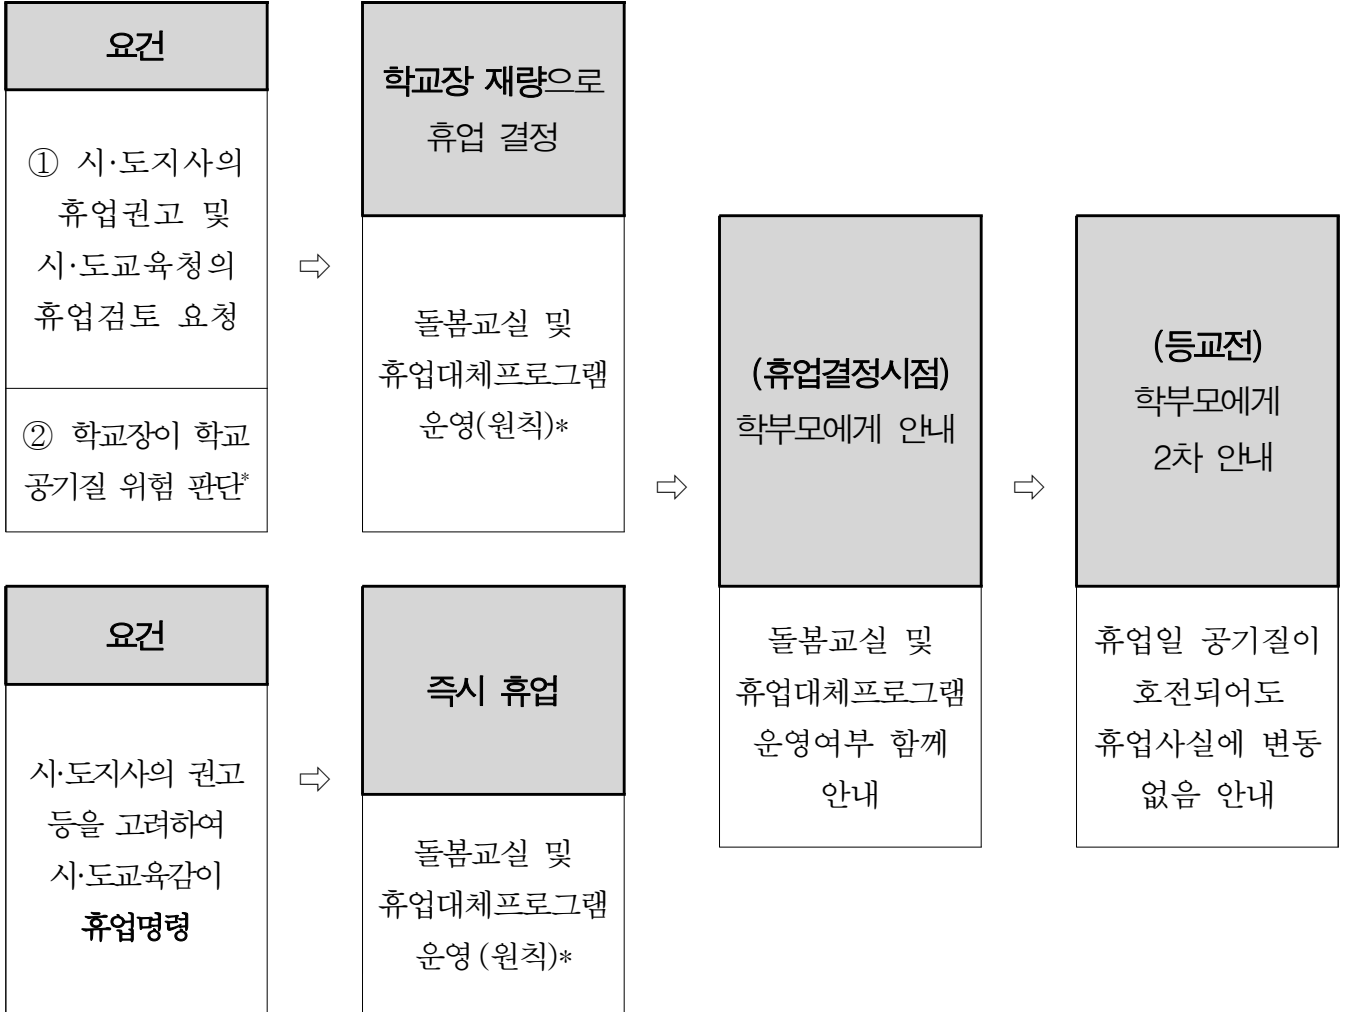 요건
① 시·도지사의
휴업권고 및
시·도교육청의
휴업검토 요청
② 학교장이 학교
공기질 위험 판단*
⇨
학교장 재량으로
휴업 결정
돌봄교실 및
휴업대체프로그램
운영(원칙)*
요건
시·도지사의 권고
등을 고려하여
시·도교육감이
휴업명령
⇨
즉시 휴업
돌봄교실 및
휴업대체프로그램
운영(원칙)*
⇨
(휴업결정시점)
학부모에게 안내
돌봄교실 및
휴업대체프로그램
운영여부 함께
안내
⇨
(등교전)
학부모에게
2차 안내
휴업일 공기질이
호전되어도
휴업사실에 변동
없음 안내